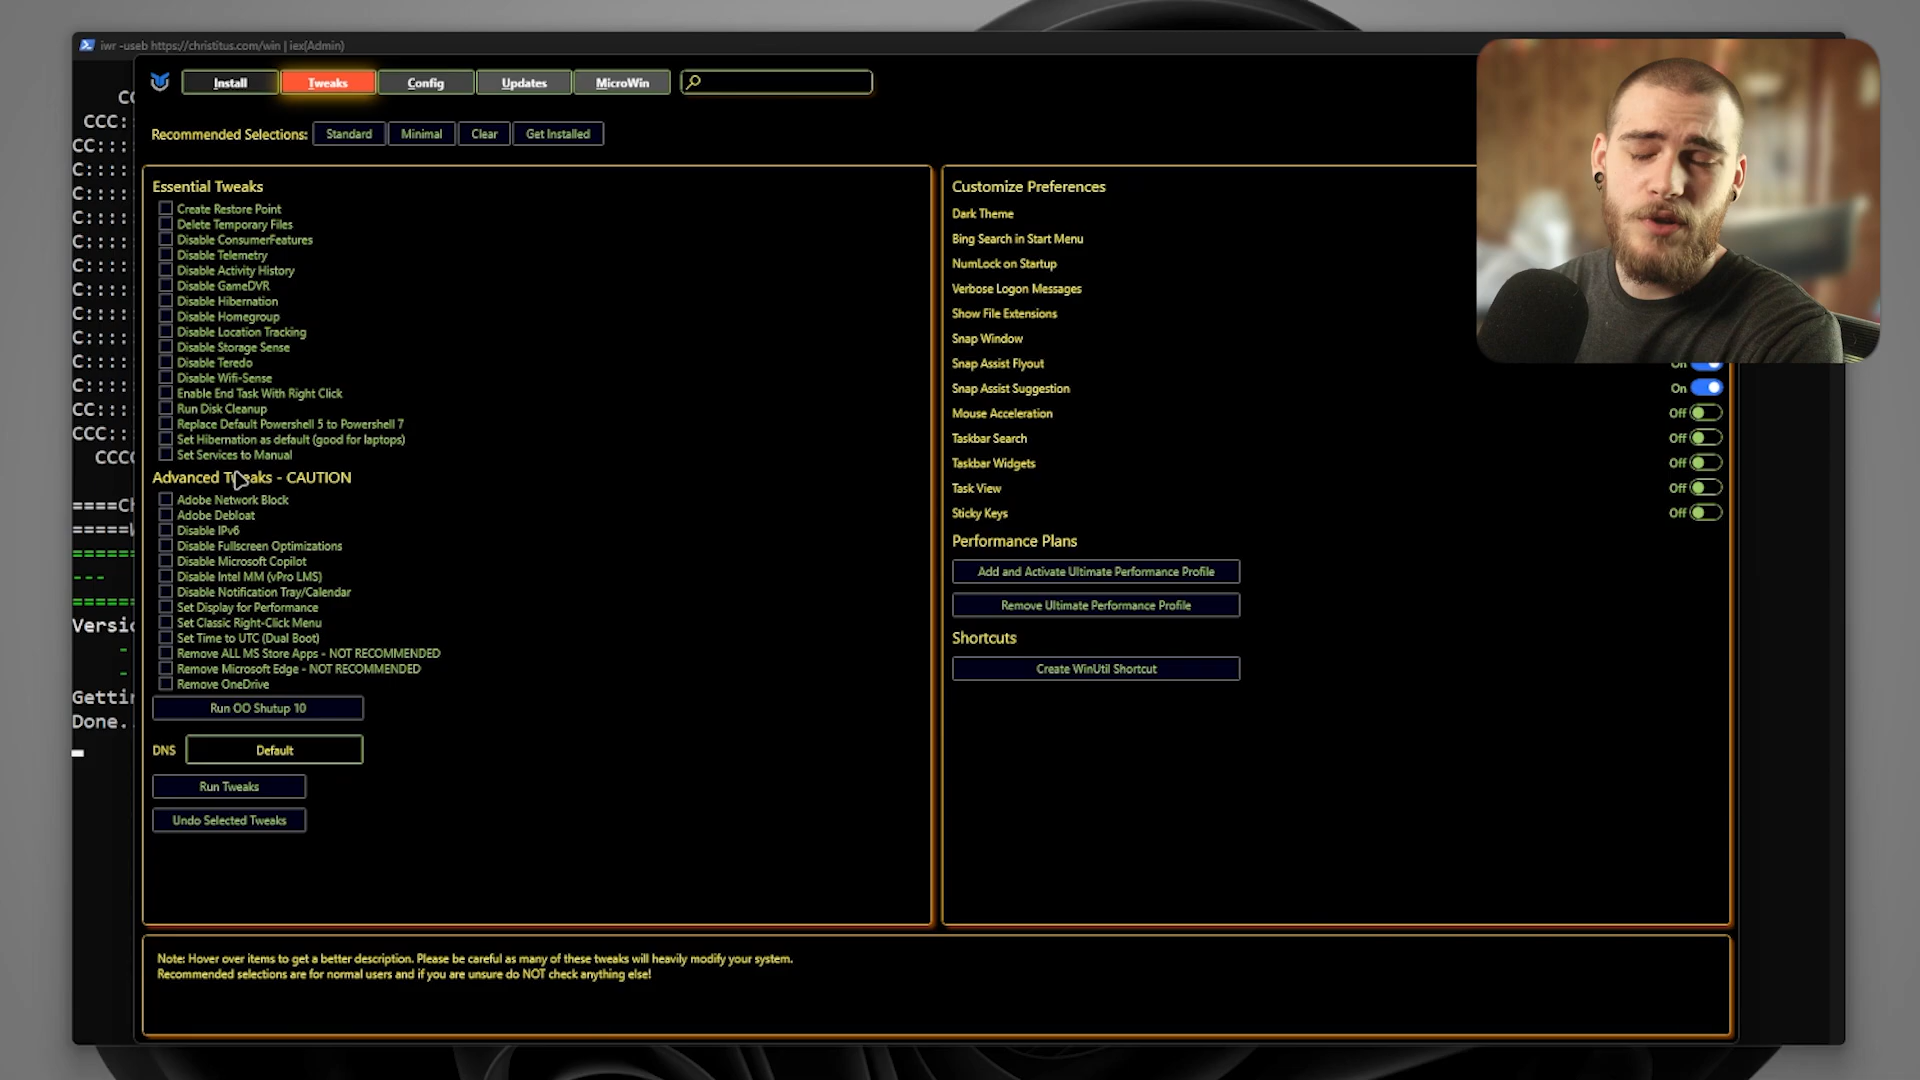 iwr -useb https://christitus.com/win | iex(Admin)
Install
Tweaks
Config
Updates
MicroWin
Recommended Selections:
Standard
Minimal
Clear
Get Installed
Essential Tweaks
Create Restore Point
Delete Temporary Files
Disable ConsumerFeatures
Disable Telemetry
Disable Activity History
Disable GameDVR
Disable Hibernation
Disable Homegroup
Disable Location Tracking
Disable Storage Sense
Disable Teredo
Disable Wifi-Sense
Enable End Task With Right Click
Run Disk Cleanup
Replace Default Powershell 5 to Powershell 7
Set Hibernation as default (good for laptops)
Set Services to Manual
Advanced Tweaks - CAUTION
Adobe Network Block
Adobe Debloat
Disable IPv6
Disable Fullscreen Optimizations
Disable Microsoft Copilot
Disable Intel MM (vPro LMS)
Disable Notification Tray/Calendar
Set Display for Performance
Set Classic Right-Click Menu
Set Time to UTC (Dual Boot)
Remove ALL MS Store Apps - NOT RECOMMENDED
Remove Microsoft Edge - NOT RECOMMENDED
Remove OneDrive
Run OO Shutup 10
DNS
Default
Run Tweaks
Undo Selected Tweaks
Customize Preferences
Dark Theme
Bing Search in Start Menu
NumLock on Startup
Verbose Logon Messages
Show File Extensions
Snap Window
Snap Assist Flyout
On
Snap Assist Suggestion
On
Mouse Acceleration
Off
Taskbar Search
Off
Taskbar Widgets
Off
Task View
Off
Sticky Keys
Off
Performance Plans
Add and Activate Ultimate Performance Profile
Remove Ultimate Performance Profile
Shortcuts
Create WinUtil Shortcut
Note: Hover over items to get a better description. Please be careful as many of these tweaks will heavily modify your system.
Recommended selections are for normal users and if you are unsure do NOT check anything else!
CC
CCC:
CC:::
C::::
C::::
C::::
C::::
C::::
C::::
C::::
C::::
C::::
C::::
CC:::
CCC::
CCCC
====Ch
=====
======
---
======
Versio
-
-
Gettin
Done.